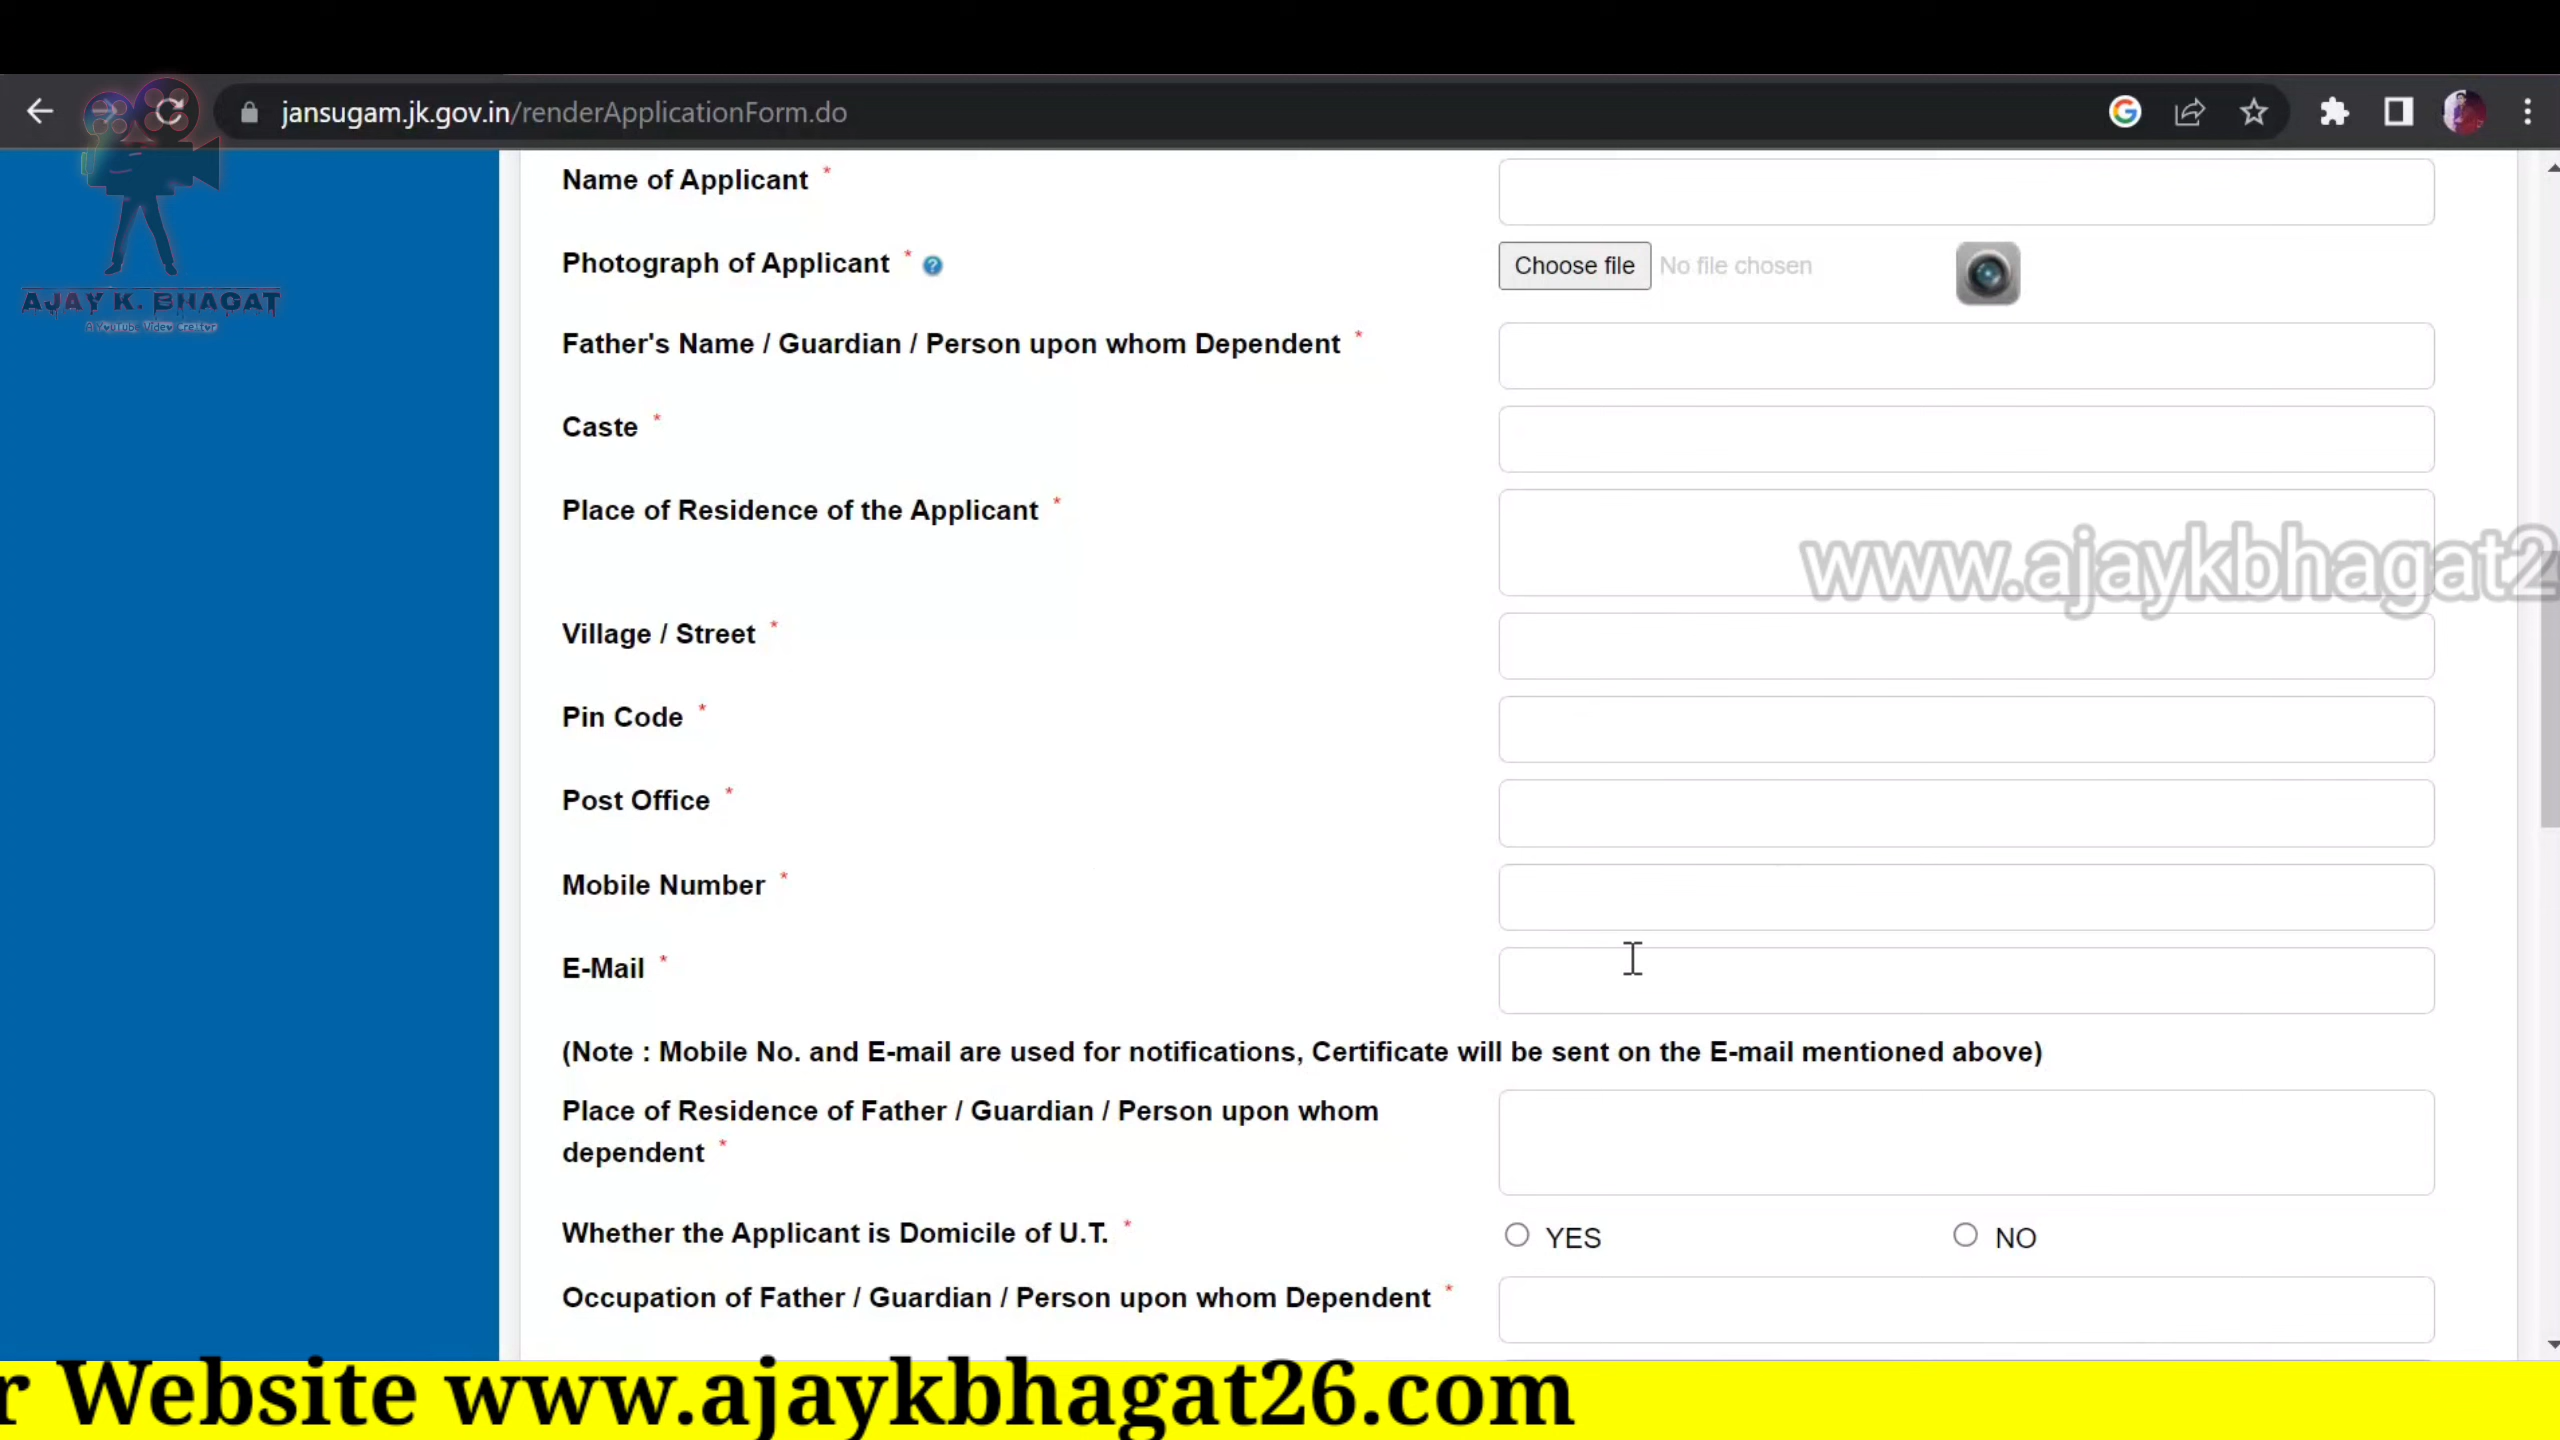 jansugam.jk.gov.in/renderApplicationForm.do
Name of Applicant *
Photograph of Applicant * ?
Choose file No file chosen
Father's Name / Guardian / Person upon whom Dependent *
Caste *
Place of Residence of the Applicant *
Village / Street *
Pin Code *
Post Office *
Mobile Number *
E-Mail *
(Note : Mobile No. and E-mail are used for notifications, Certificate will be sent on the E-mail mentioned above)
Place of Residence of Father / Guardian / Person upon whom
dependent *
Whether the Applicant is Domicile of U.T. * YES NO
Occupation of Father / Guardian / Person upon whom Dependent *
AJAY K. BHAGAT
A YouTube Video Creiter
www.ajaykbhagat2
r Website www.ajaykbhagat26.com